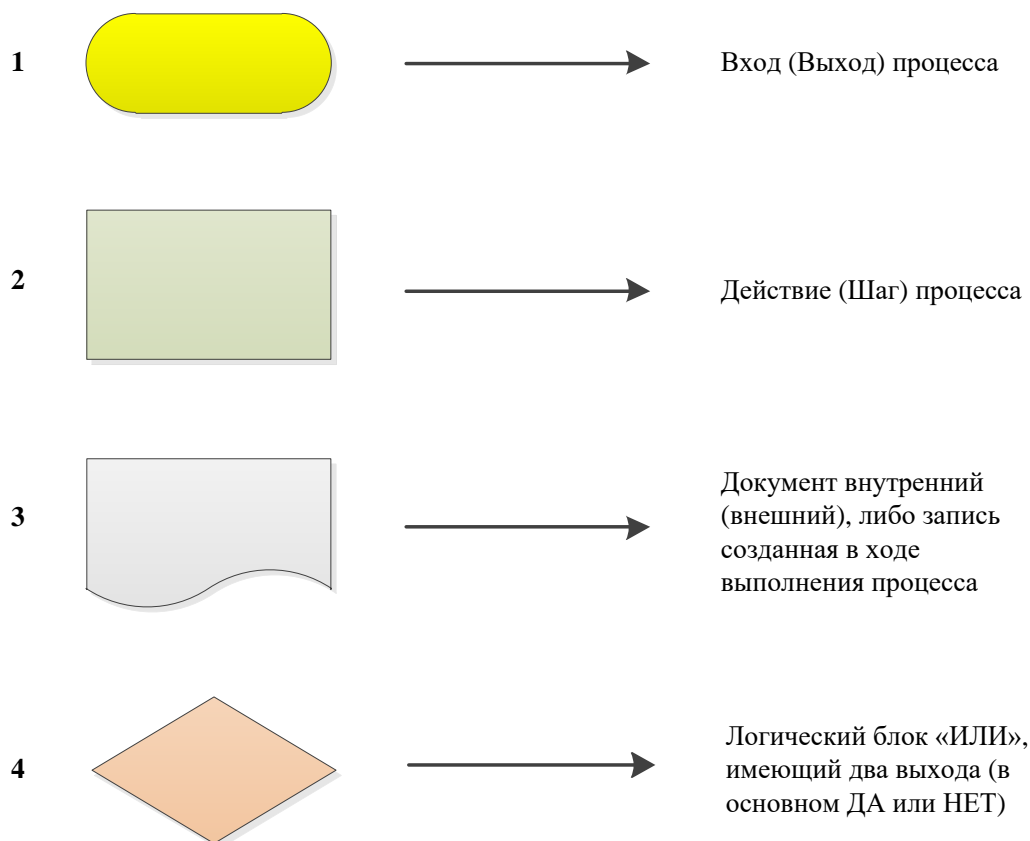 1
Вход (Выход) процесса
2
Действие (Шаг) процесса
3
Документ внутренний
(внешний), либо запись
созданная в ходе
выполнения процесса
4
Логический блок «ИЛИ»,
имеющий два выхода (в
основном ДА или НЕТ)